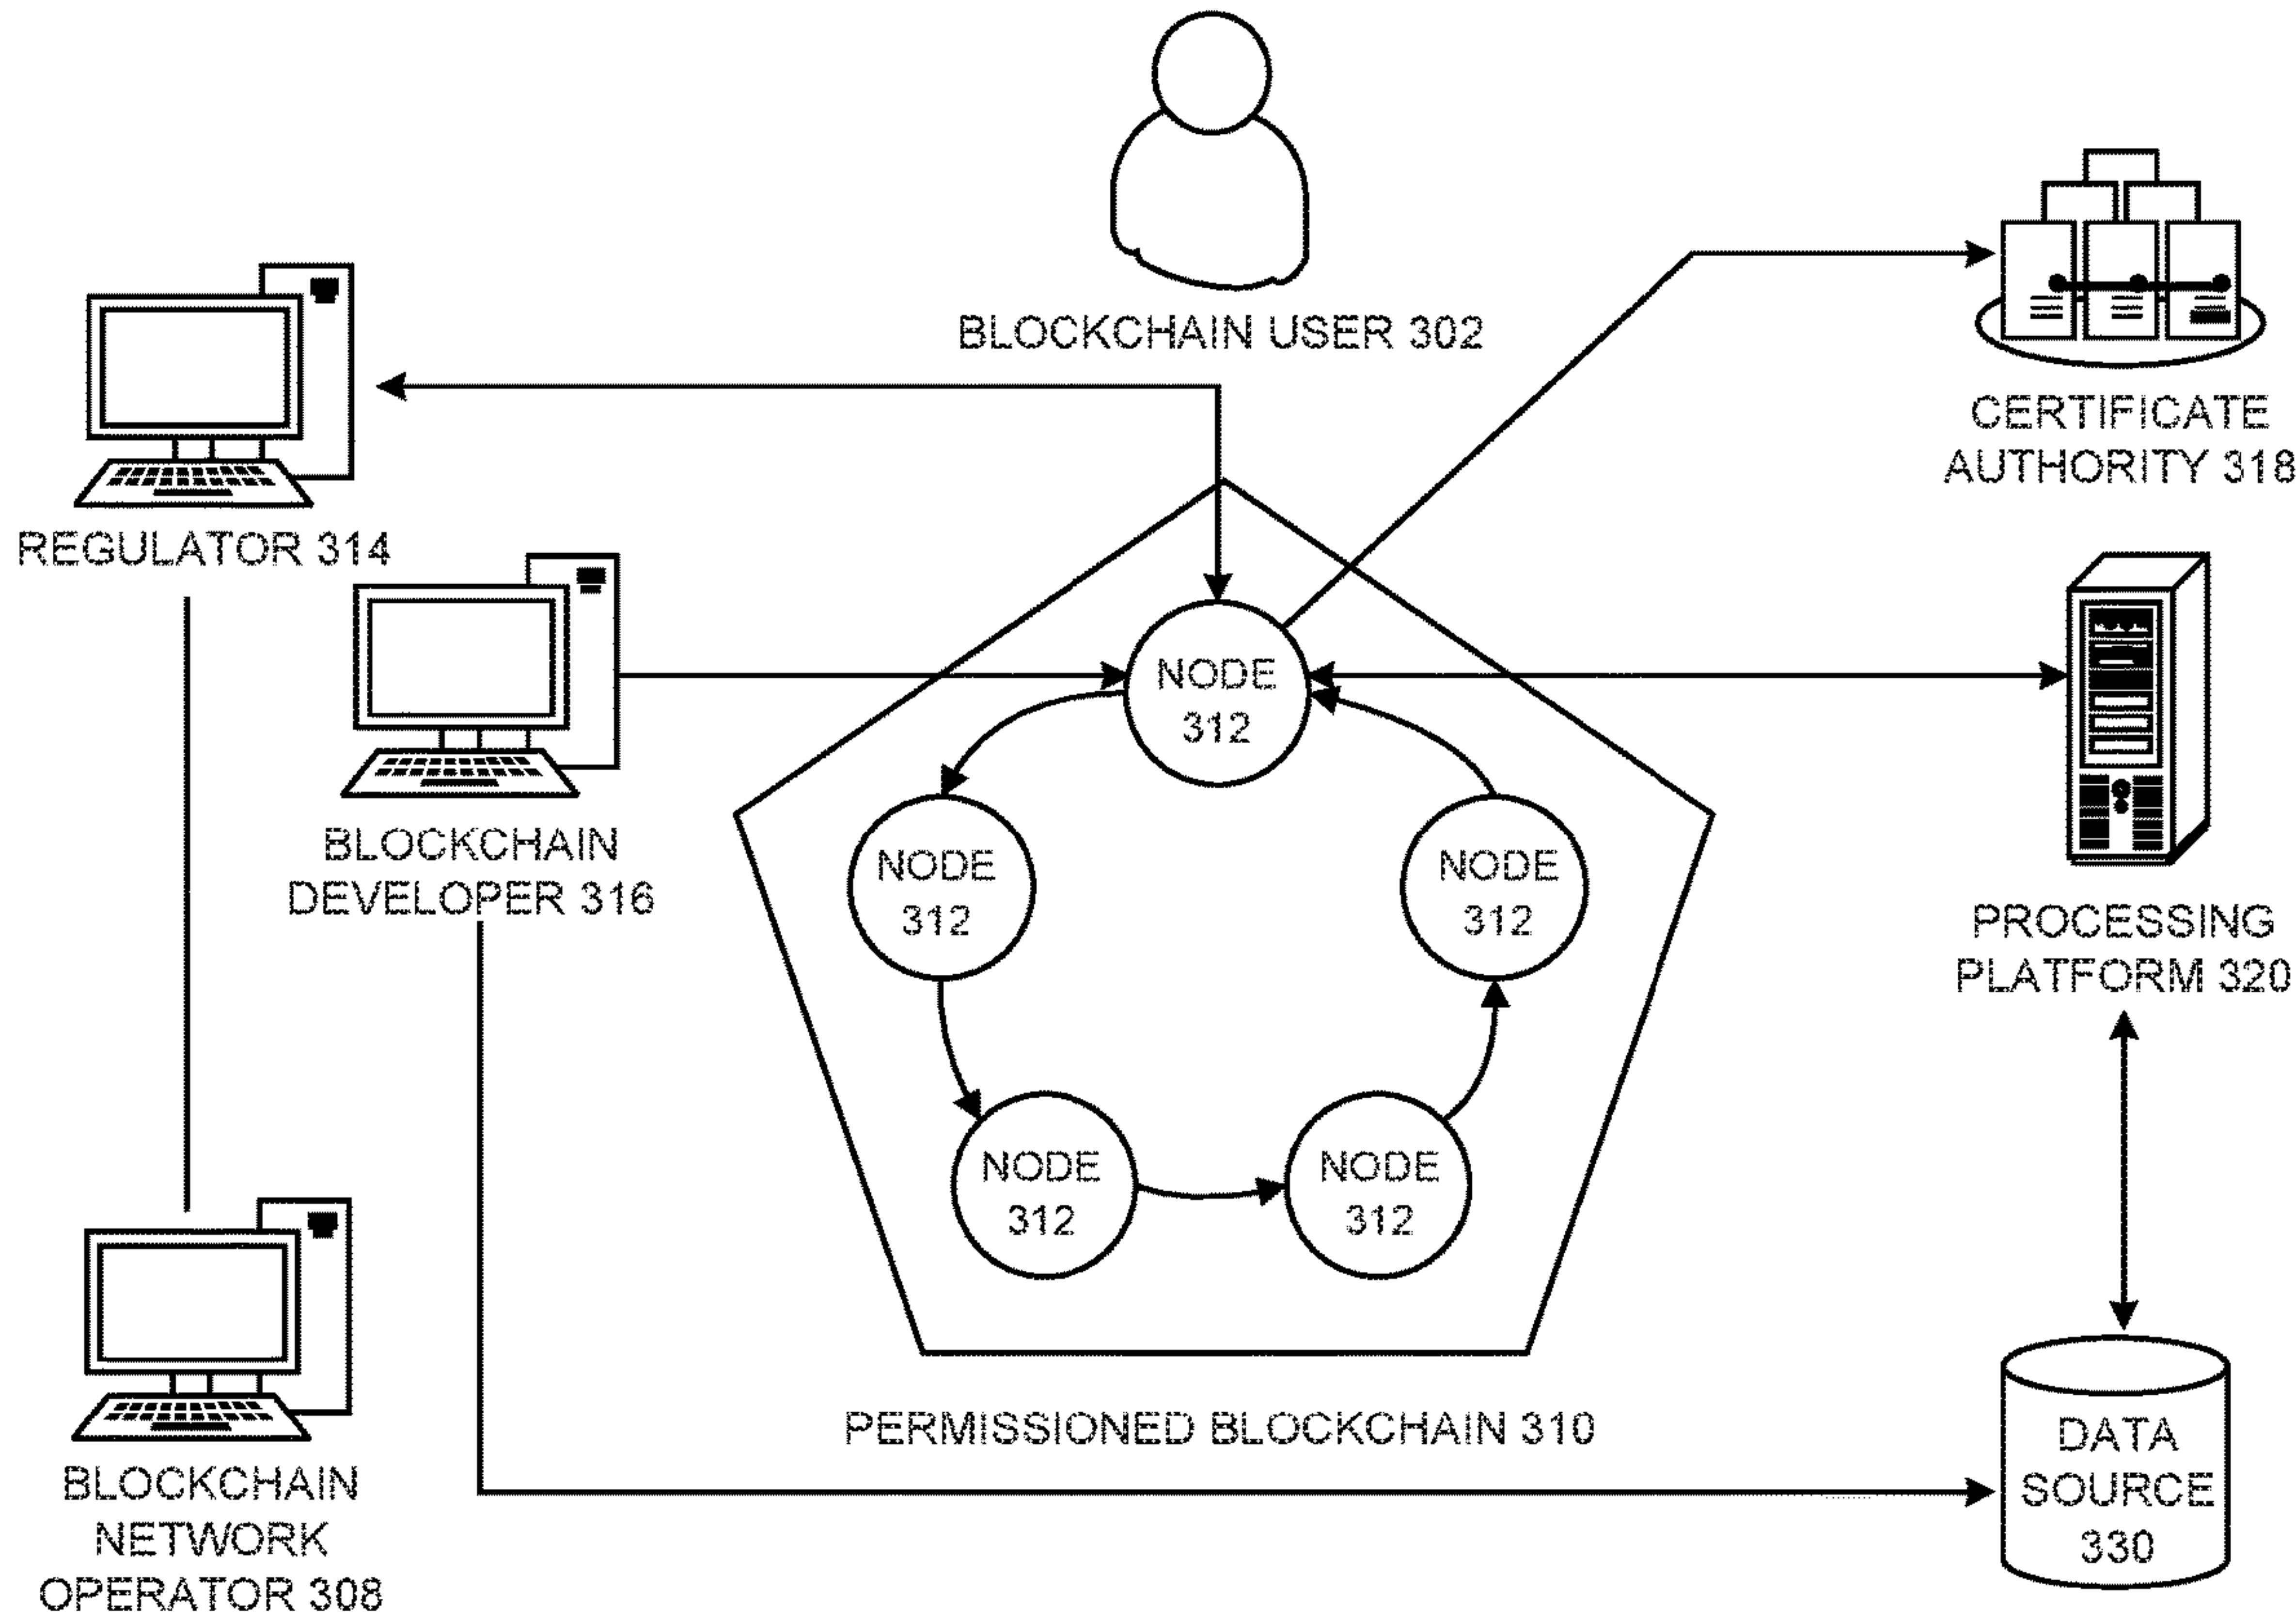 BLOCKCHAIN USER 302
CERTIFICATE
AUTHORITY 318
REGULATOR 314
NODE
312
BLOCKCHAIN
DEVELOPER 316
NODE
312
NODE
312
PROCESSING
PLATFORM 320
NODE
312
NODE
312
PERMISSIONED BLOCKCHAIN 310
DATA
SOURCE
330
BLOCKCHAIN
NETWORK
OPERATOR 308